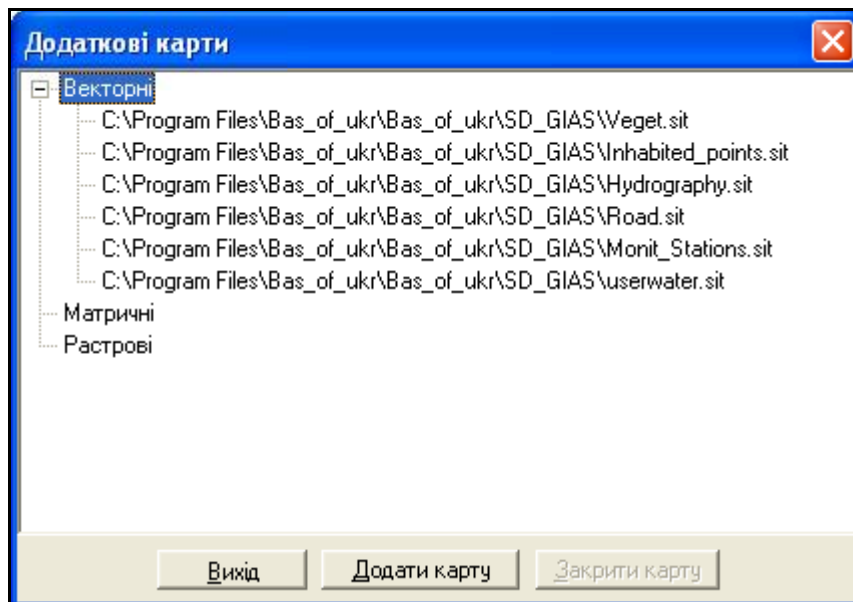 Додаткові карти
Векторні
C:\Program Files\Bas_of_ukr\Bas_of_ukr\SD_GIAS\Veget.sit
C:\Program Files\Bas_of_ukr\Bas_of_ukr\SD_GIAS\Inhabited_points.sit
C:\Program Files\Bas_of_ukr\Bas_of_ukr\SD_GIAS\Hydrography.sit
C:\Program Files\Bas_of_ukr\Bas_of_ukr\SD_GIAS\Road.sit
C:\Program Files\Bas_of_ukr\Bas_of_ukr\SD_GIAS\Monit_Stations.sit
C:\Program Files\Bas_of_ukr\Bas_of_ukr\SD_GIAS\userwater.sit
Матричні
Растрові
Вихід Додати карту Закрити карту